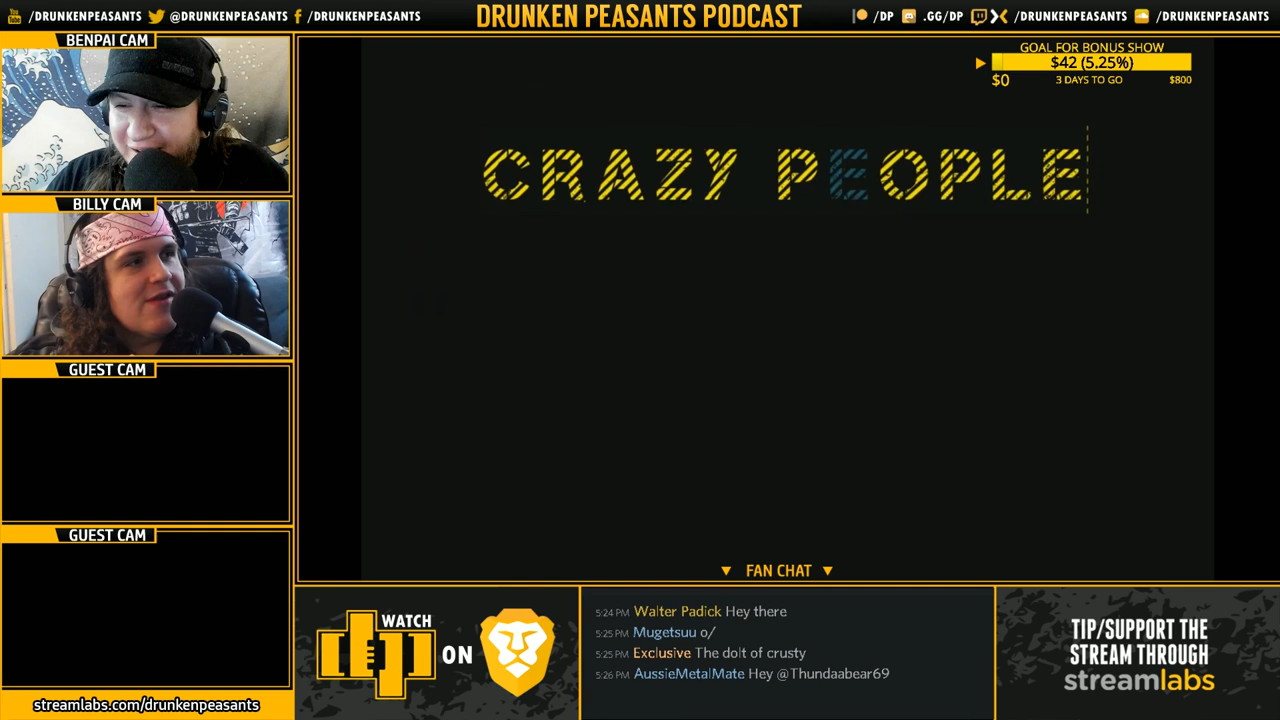 You Tube /DRUNKENPEASANTS @DRUNKENPEASANTS /DRUNKENPEASANTS
DRUNKEN PEASANTS PODCAST
/DP .GG/DP /DRUNKENPEASANTS /DRUNKENPEASANTS
BENPAI CAM
GOAL FOR BONUS SHOW
$42 (5.25%)
$0 3 DAYS TO GO $800
CRAZY PEOPLE
BILLY CAM
GUEST CAM
GUEST CAM
FAN CHAT
WATCH
ON
5:24 PM Walter Padick Hey there
5:25 PM Mugetsuu o/
5:25 PM Exclusive The dolt of crusty
5:26 PM AussieMetalMate Hey @Thundaabear69
TIP/SUPPORT THE
STREAM THROUGH
streamlabs
streamlabs.com/drunkenpeasants